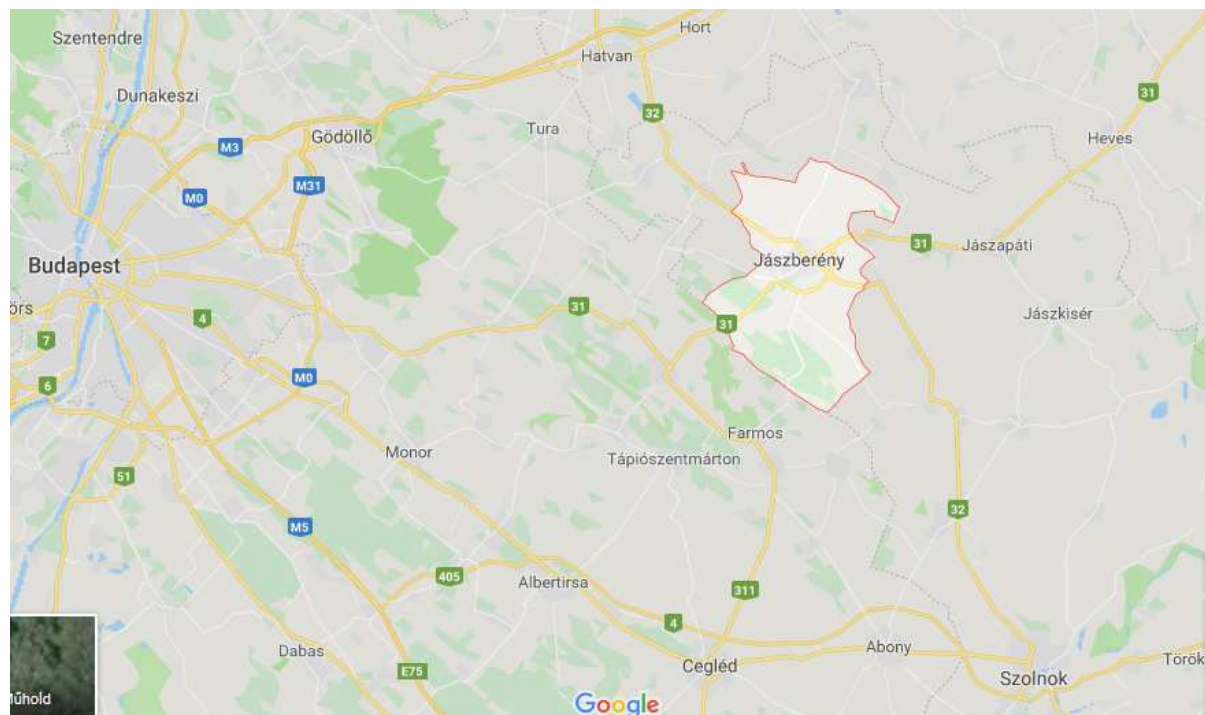 Szentendre
Hort
Hatvan
Dunakeszi
31
32
Gödöllő
Tura
Heves
M3
M31
M0
31
Jászapáti
Budapest
Jászberény
31
Jászkisér
örs
4
31
7
M0
6
Farmos
Monor
Tápiószentmárton
51
32
M5
405
Albertirsa
311
4
Abony
Dabas
Cegléd
Török
E75
Szolnok
űhold
Google